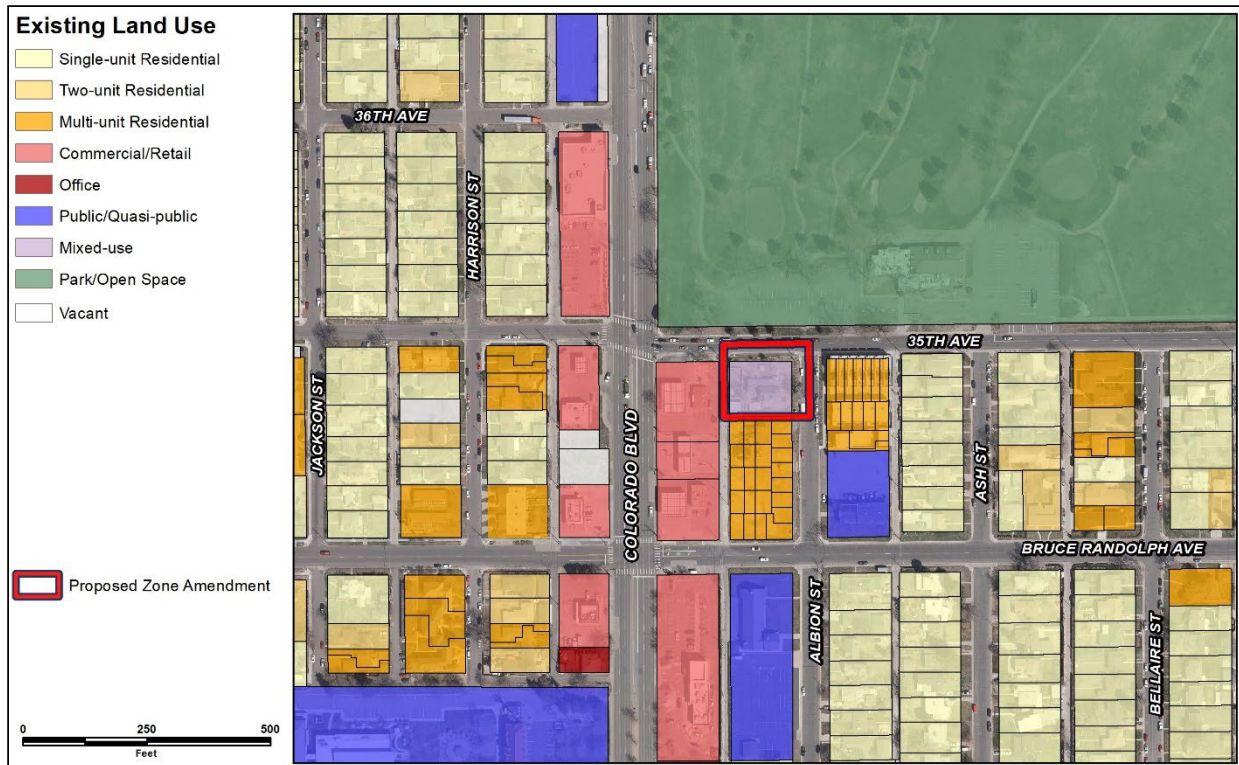 Existing Land Use
Single-unit Residential
Two-unit Residential
Multi-unit Residential
Commercial/Retail
Office
Public/Quasi-public
Mixed-use
Park/Open Space
Vacant
Proposed Zone Amendment
0 250 500
Feet
36TH AVE
HARRISON ST
35TH AVE
JACKSON ST
COLORADO BLVD
ASH ST
BRUCE RANDOLPH AVE
ALBION ST
BELLAIRE ST